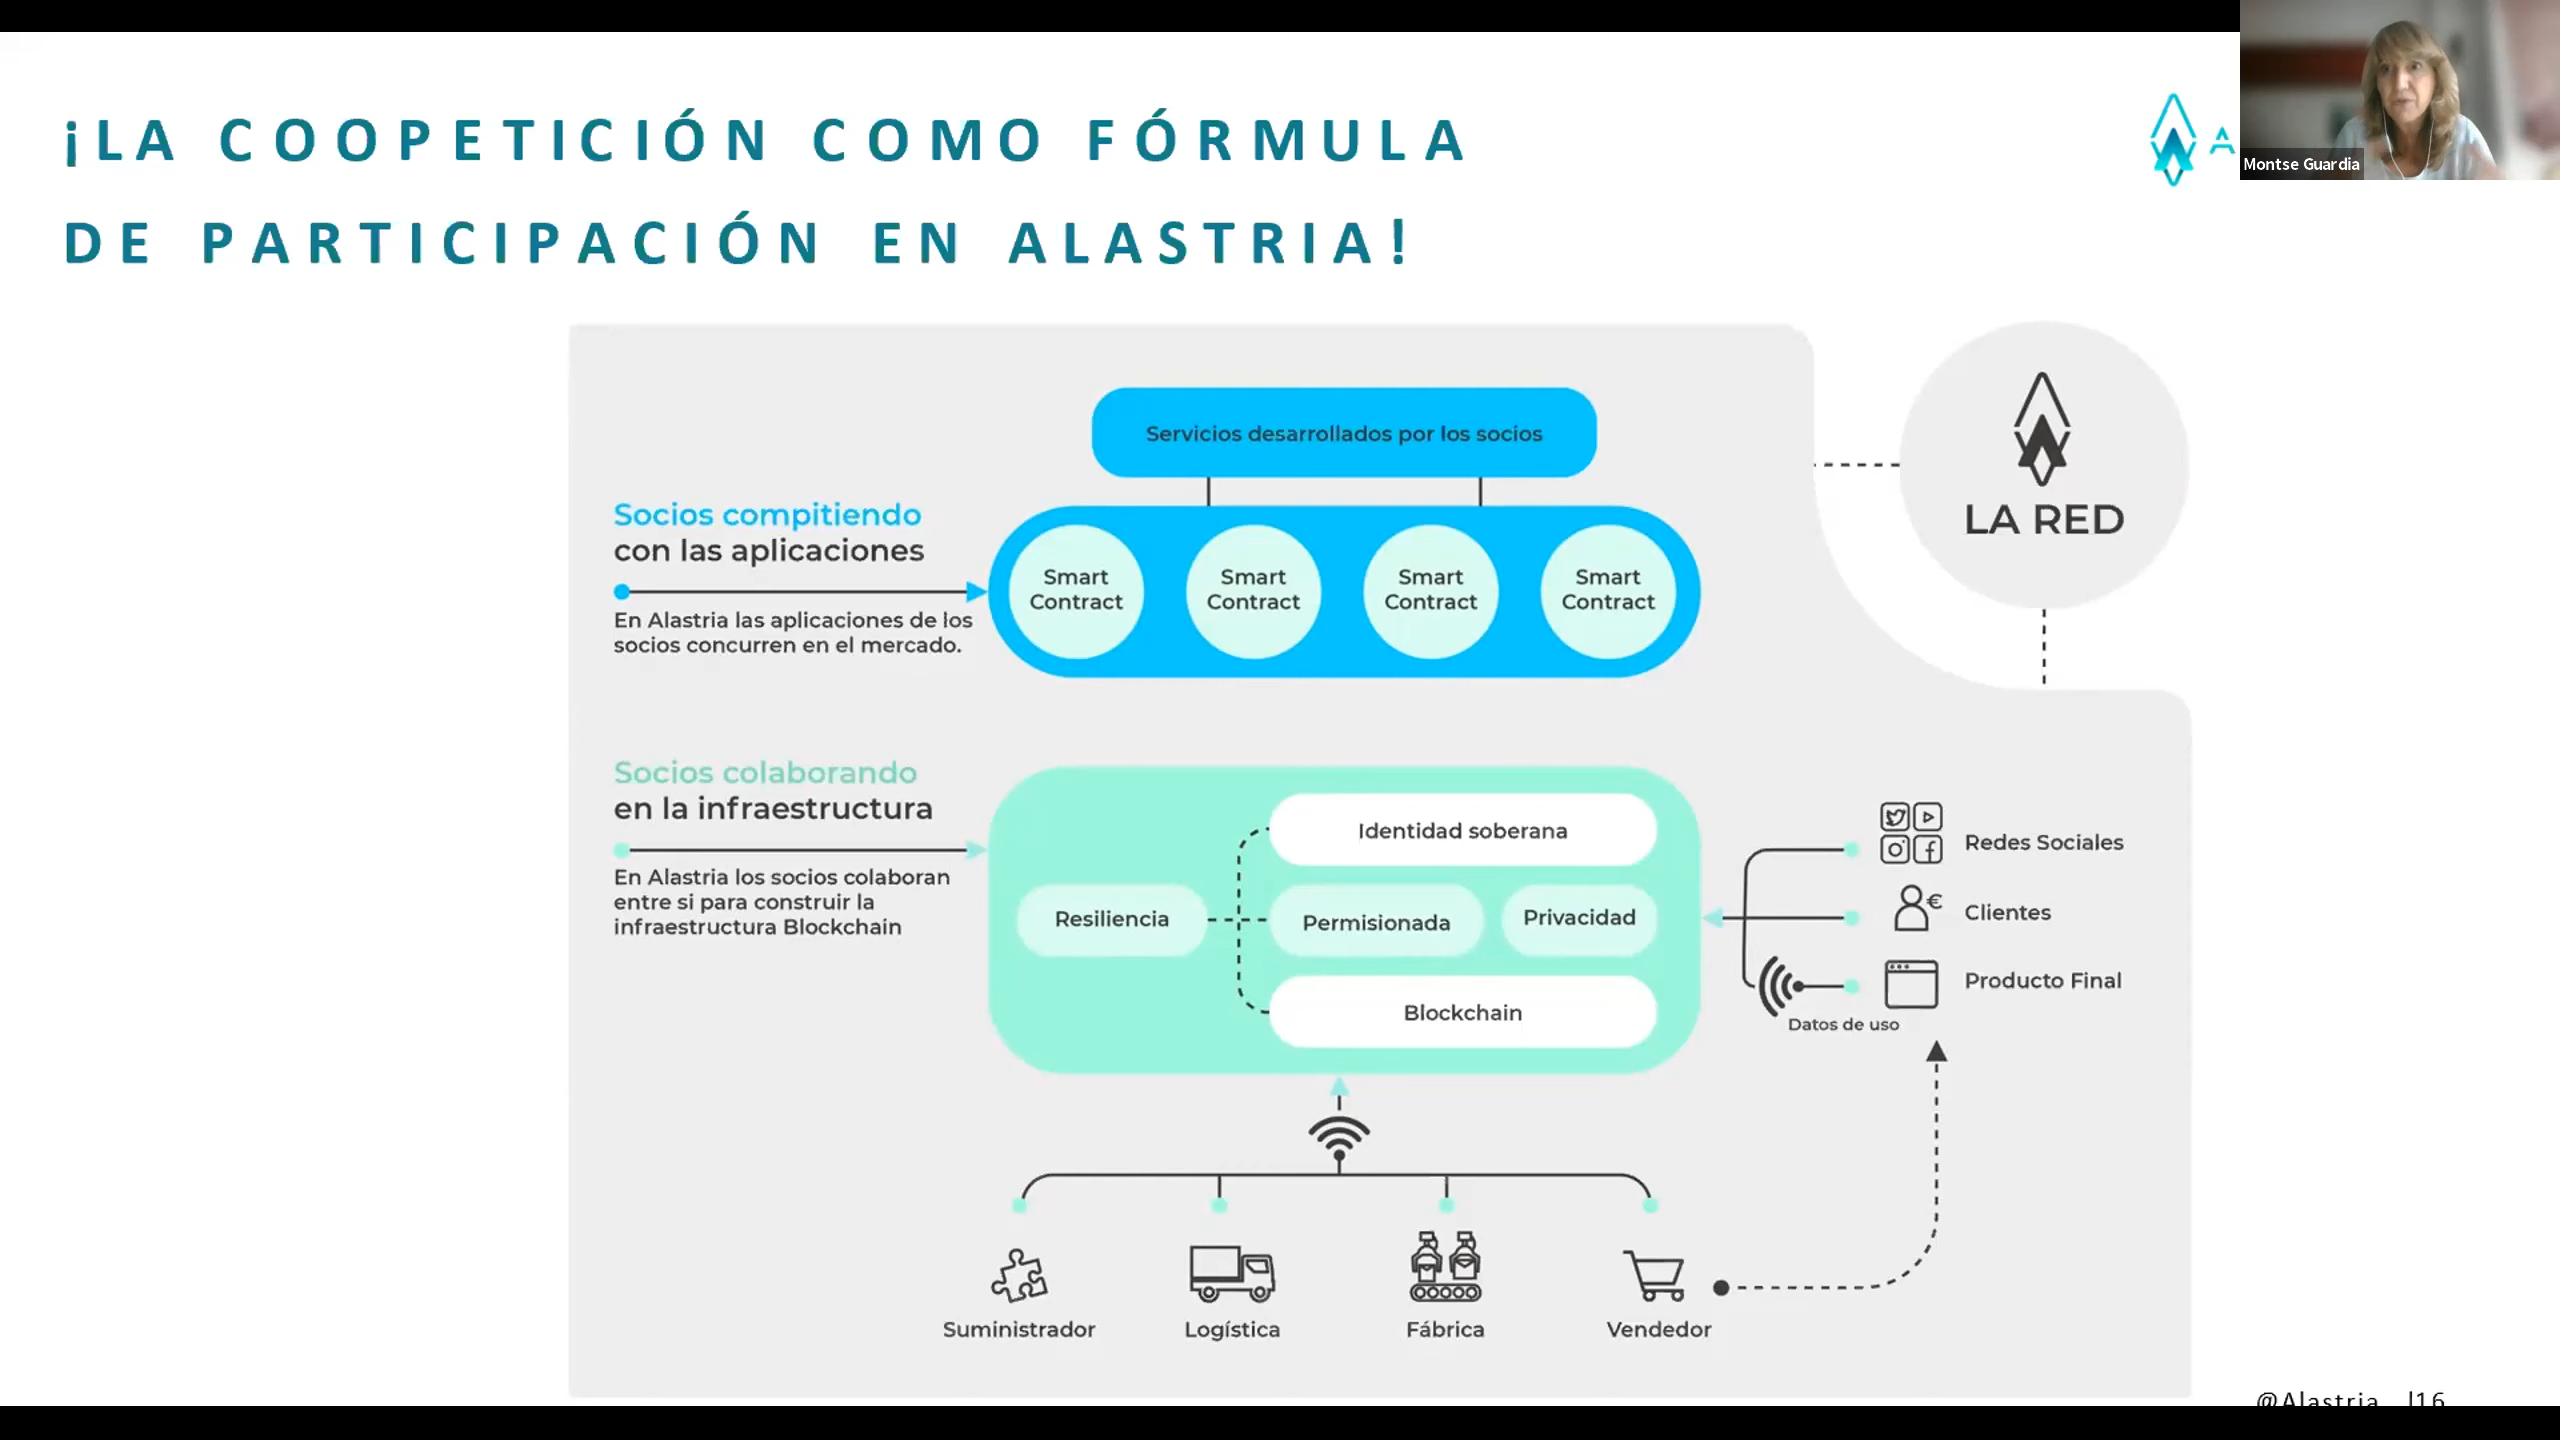 ¡LA COOPETICIÓN COMO FÓRMULA
DE PARTICIPACIÓN EN ALASTRIA!
A
Montse Guardia
LA RED
Servicios desarrollados por los socios
Socios compitiendo
con las aplicaciones
En Alastria las aplicaciones de los
socios concurren en el mercado.
Smart
Contract
Smart
Contract
Smart
Contract
Smart
Contract
Socios colaborando
en la infraestructura
En Alastria los socios colaboran
entre si para construir la
infraestructura Blockchain
Resiliencia
Identidad soberana
Permisionada
Privacidad
Blockchain
Redes Sociales
€
Clientes
Producto Final
Datos de uso
Suministrador
Logística
Fábrica
Vendedor
@Alastria |16